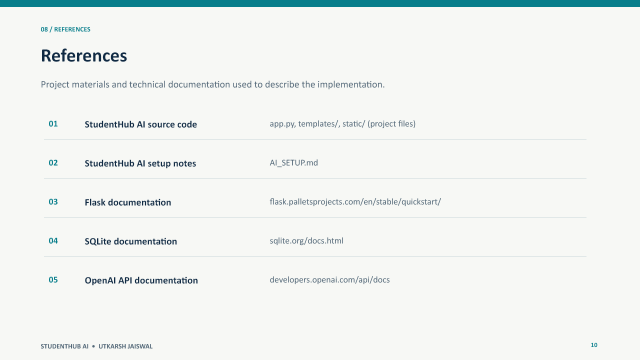 08 / REFERENCES
References
Project materials and technical documentation used to describe the implementation.
01 StudentHub AI source code app.py, templates/, static/ (project files)
02 StudentHub AI setup notes AI_SETUP.md
03 Flask documentation flask.palletsprojects.com/en/stable/quickstart/
04 SQLite documentation sqlite.org/docs.html
05 OpenAI API documentation developers.openai.com/api/docs
STUDENTHUB AI • UTKARSH JAISWAL 10